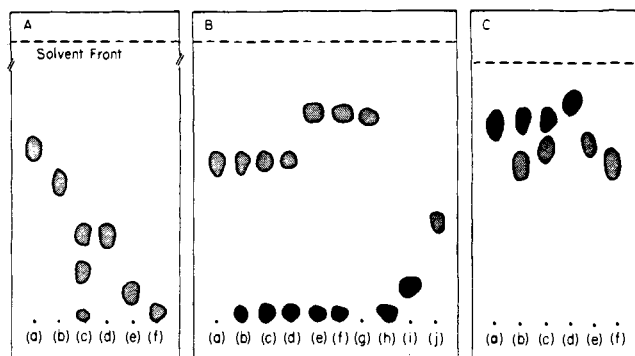 A
Solvent Front
(a) (b) (c) (d) (e) (f)
B
(a) (b) (c) (d) (e) (f) (g) (h) (i) (j)
C
(a) (b) (c) (d) (e) (f)